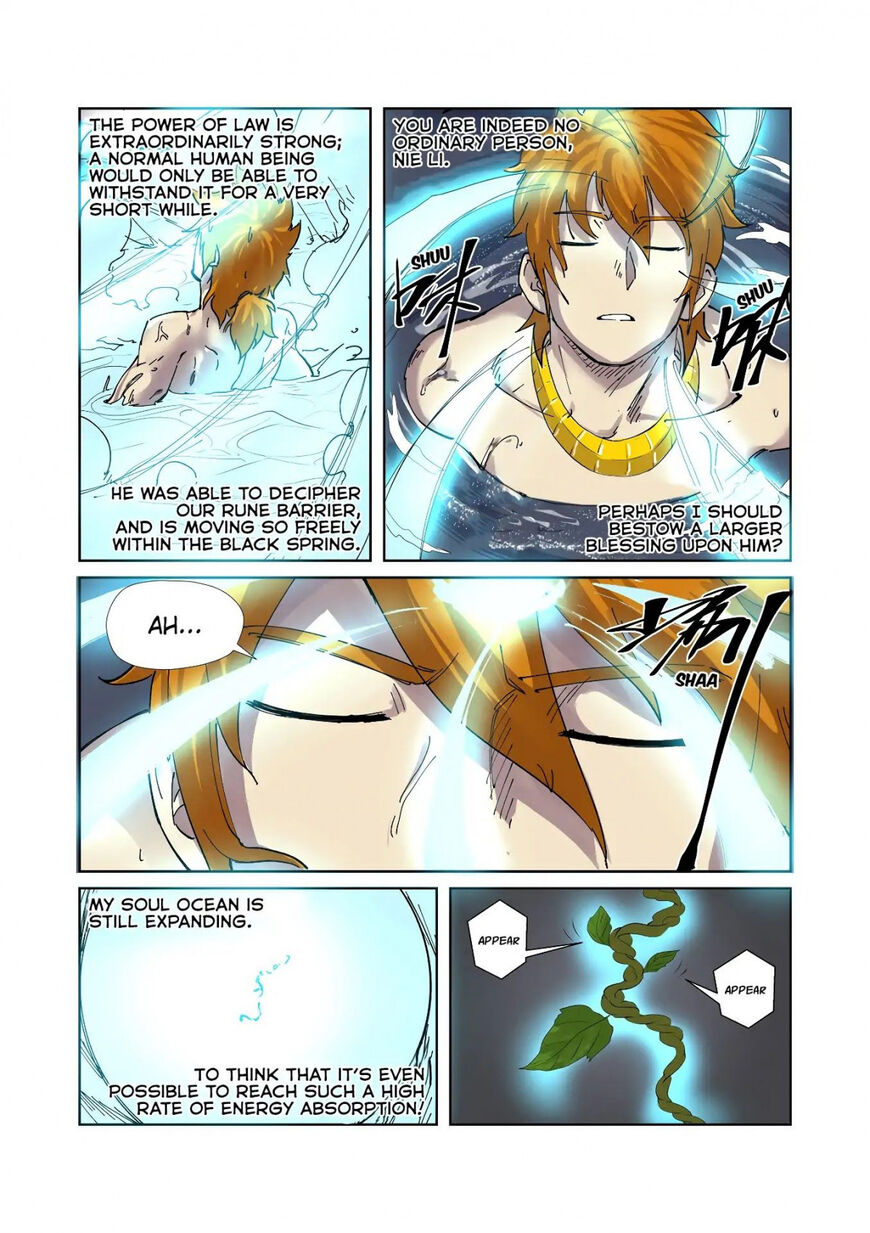 THE POWER OF LAW IS
EXTRAORDINARILY STRONG;
A NORMAL HUMAN BEING
WOULD ONLY BE ABLE TO
WITHSTAND IT FOR A VERY
SHORT WHILE.
HE WAS ABLE TO DECIPHER
OUR RUNE BARRIER,
AND IS MOVING SO FREELY
WITHIN THE BLACK SPRING.
YOU ARE INDEED NO
ORDINARY PERSON,
NIE LI.
SHUU
SHUU
PERHAPS I SHOULD
BESTOW A LARGER
BLESSING UPON HIM?
AH...
SHAA
MY SOUL OCEAN IS
STILL EXPANDING.
TO THINK THAT IT'S EVEN
POSSIBLE TO REACH SUCH A HIGH
RATE OF ENERGY ABSORPTION!
APPEAR
APPEAR